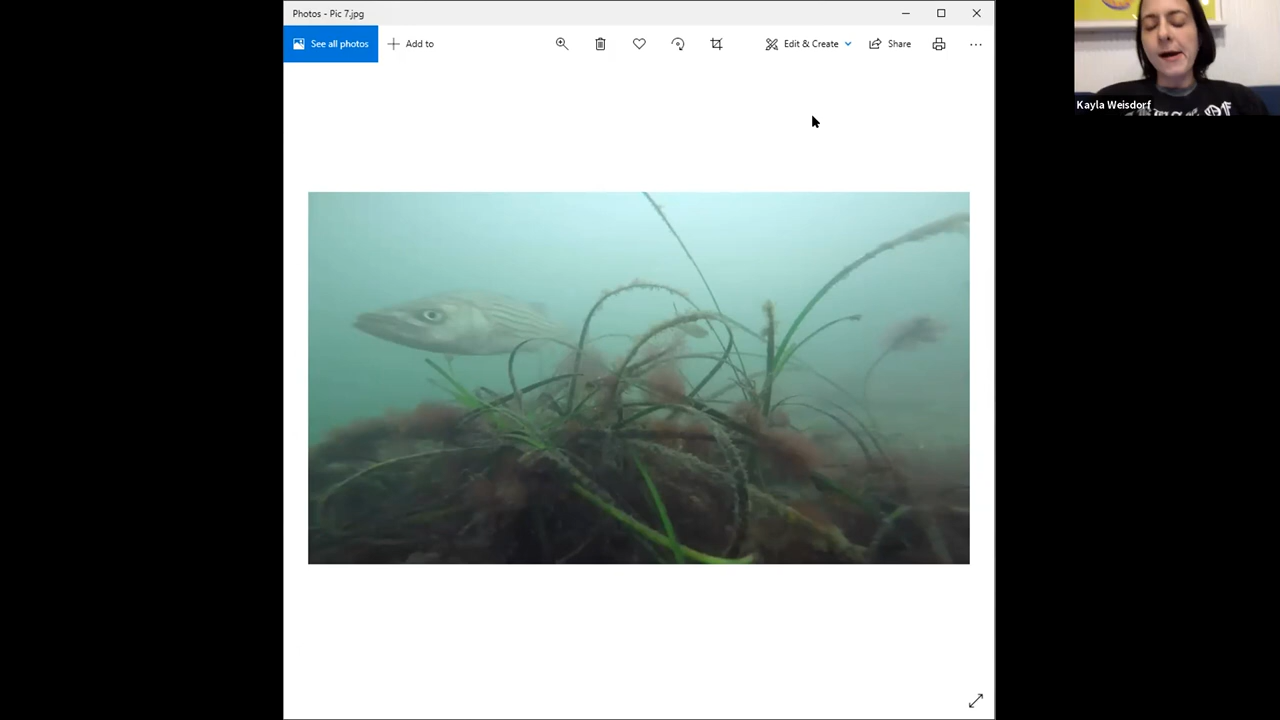 Photos - Pic 7.jpg
See all photos
Add to
Edit & Create
Share
Kayla Weisdorf